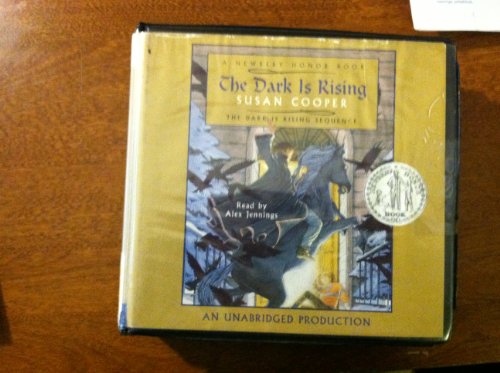 A NEWBERY HONOR BOOK
The Dark Is Rising
SUSAN COOPER
THE DARK IS RISING SEQUENCE
Read by
Alex Jennings
BOOK
AN UNABRIDGED PRODUCTION